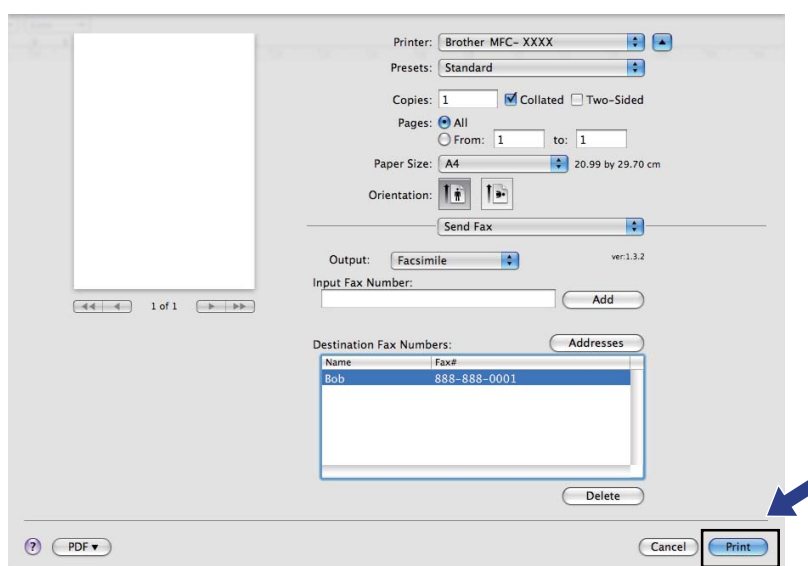 Printer: Brother MFC- XXXX
Presets: Standard
Copies: 1 Collated Two-Sided
Pages: All
From: 1 to: 1
Paper Size: A4 20.99 by 29.70 cm
Orientation:
Send Fax
Output: Facsimile ver:1.3.2
Input Fax Number:
Add
1 of 1
Destination Fax Numbers: Addresses
Name Fax#
Bob 888-888-0001
Delete
? PDF Cancel Print